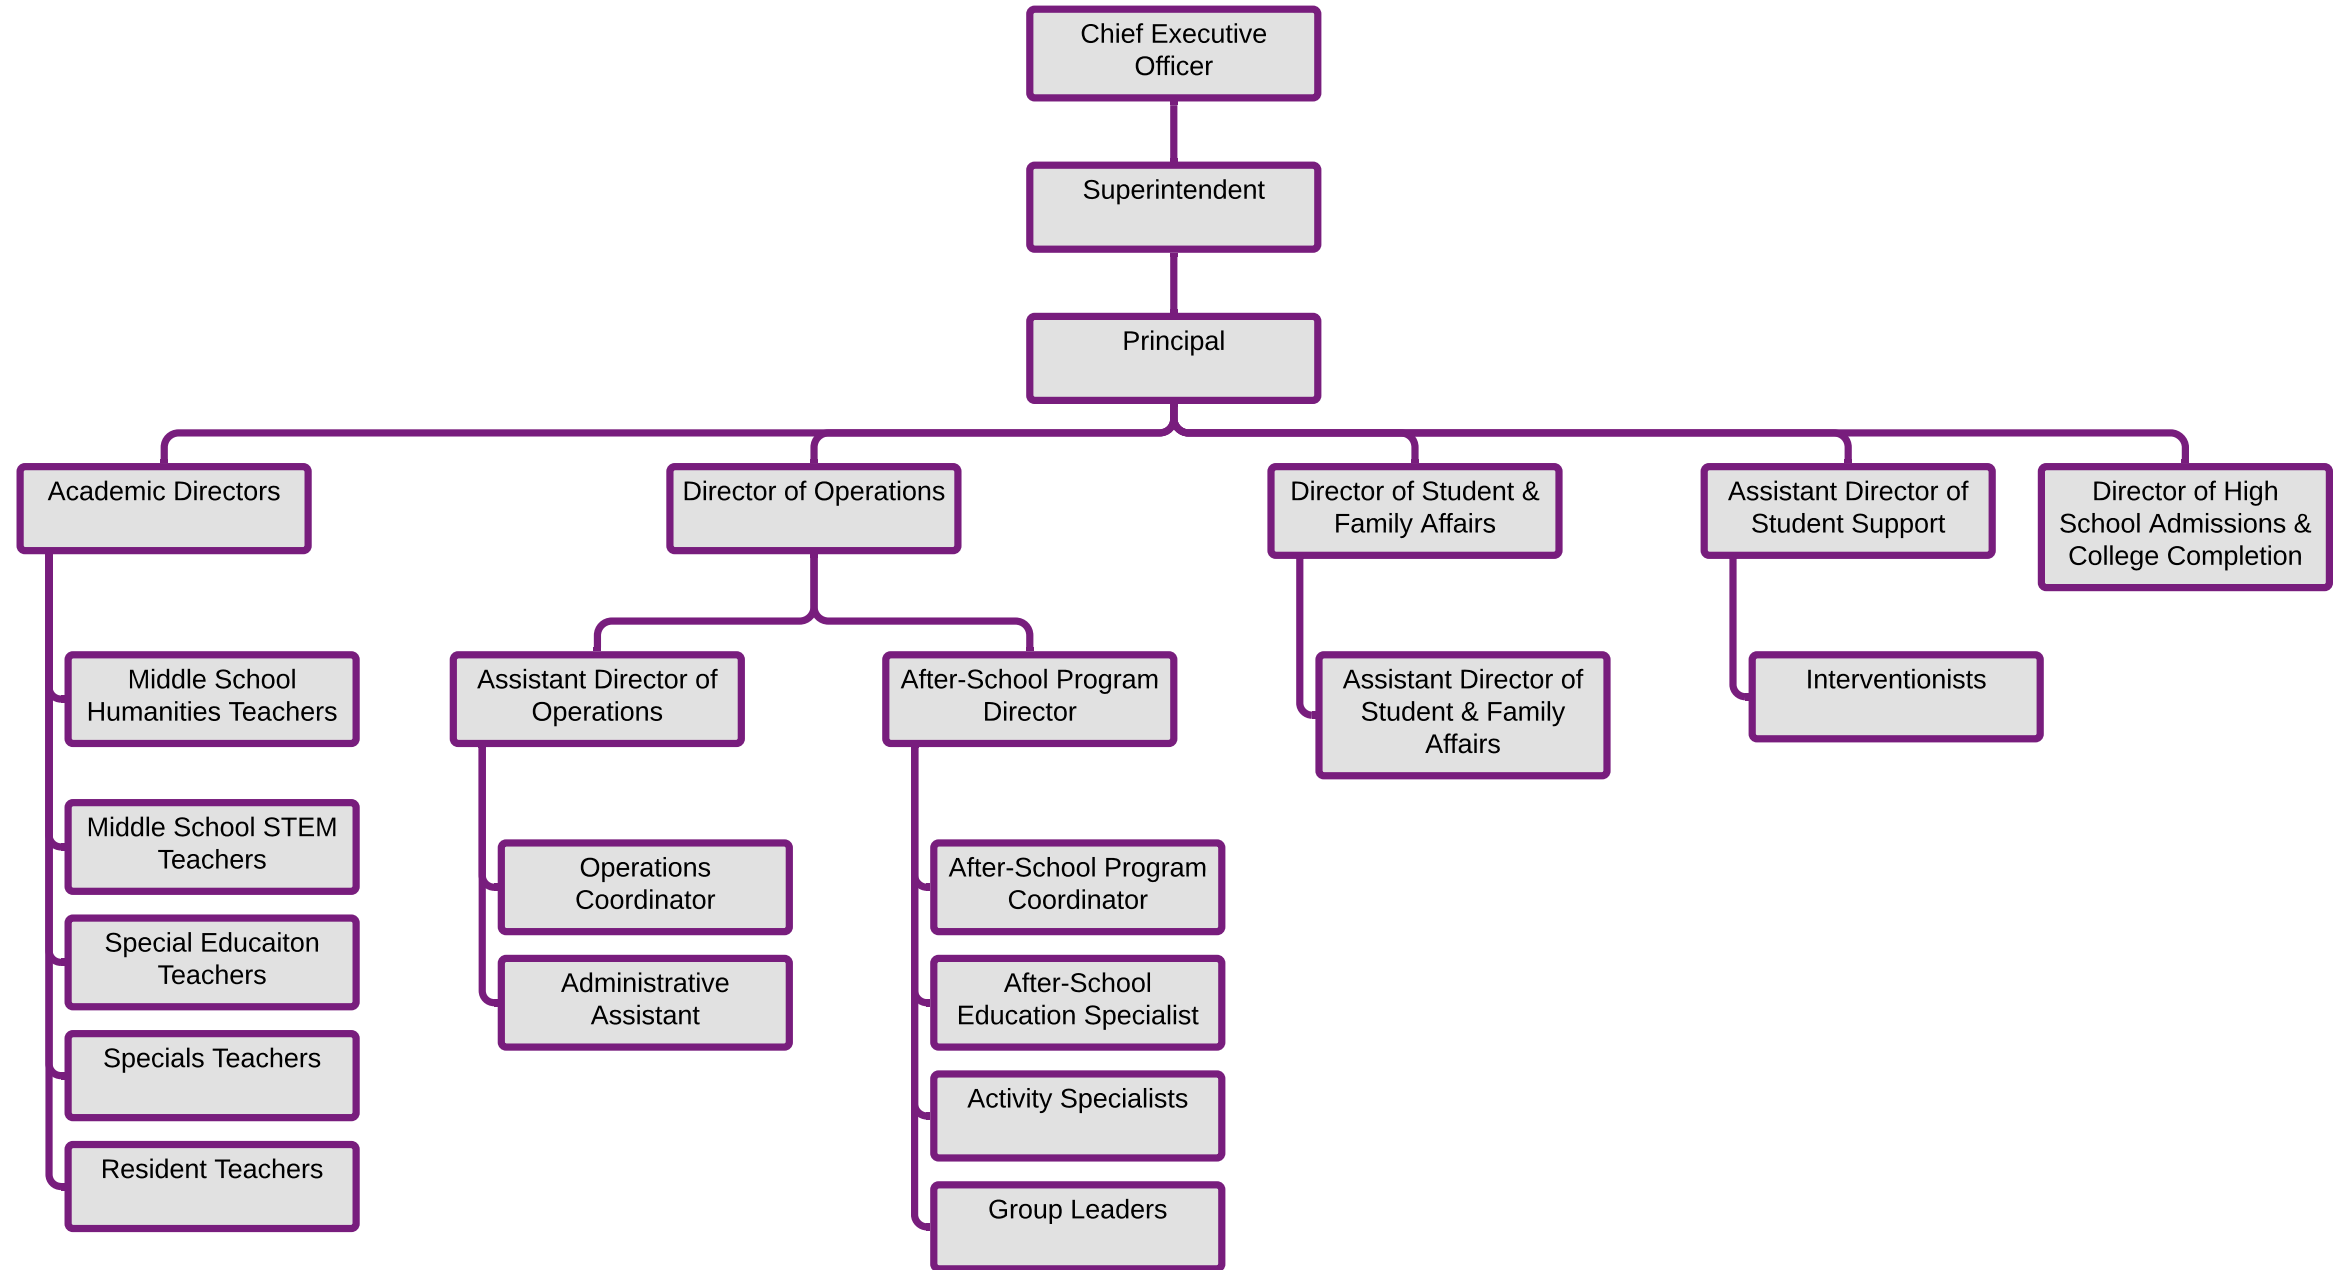 Chief Executive
Officer
Superintendent
Principal
Academic Directors
Director of Operations
Director of Student &
Family Affairs
Assistant Director of
Student Support
Director of High
School Admissions &
College Completion
Middle School
Humanities Teachers
Middle School STEM
Teachers
Special Educaiton
Teachers
Specials Teachers
Resident Teachers
Assistant Director of
Operations
Operations
Coordinator
Administrative
Assistant
After-School Program
Director
After-School Program
Coordinator
After-School
Education Specialist
Activity Specialists
Group Leaders
Assistant Director of
Student & Family
Affairs
Interventionists